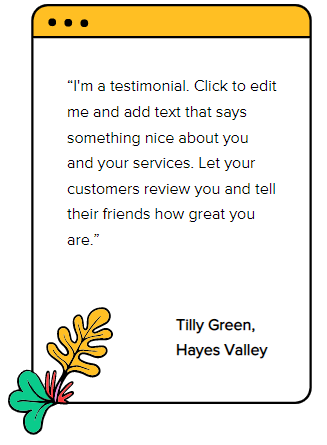 “I'm a testimonial. Click to edit
me and add text that says
something nice about you
and your services. Let your
customers review you and tell
their friends how great you
are.”
Tilly Green,
Hayes Valley